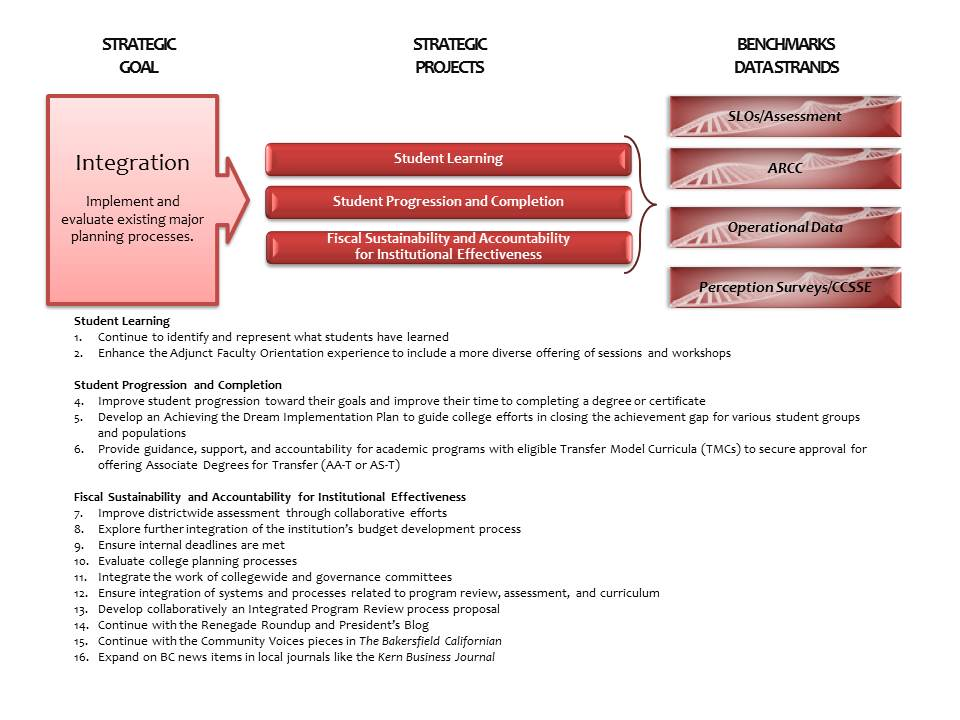 STRATEGIC
GOAL
STRATEGIC
PROJECTS
BENCHMARKS
DATA STRANDS
Integration
Implement and
evaluate existing major
planning processes.
Student Learning
Student Progression and Completion
Fiscal Sustainability and Accountability
for Institutional Effectiveness
SLOs/Assessment
ARCC
Operational Data
Perception Surveys/CCSSE
Student Learning
1. Continue to identify and represent what students have learned
2. Enhance the Adjunct Faculty Orientation experience to include a more diverse offering of sessions and workshops
Student Progression and Completion
4. Improve student progression toward their goals and improve their time to completing a degree or certificate
5. Develop an Achieving the Dream Implementation Plan to guide college efforts in closing the achievement gap for various student groups
and populations
6. Provide guidance, support, and accountability for academic programs with eligible Transfer Model Curricula (TMCs) to secure approval for
offering Associate Degrees for Transfer (AA-T or AS-T)
Fiscal Sustainability and Accountability for Institutional Effectiveness
7. Improve districtwide assessment through collaborative efforts
8. Explore further integration of the institution's budget development process
9. Ensure internal deadlines are met
10. Evaluate college planning processes
11. Integrate the work of collegewide and governance committees
12. Ensure integration of systems and processes related to program review, assessment, and curriculum
13. Develop collaboratively an Integrated Program Review process proposal
14. Continue with the Renegade Roundup and President's Blog
15. Continue with the Community Voices pieces in The Bakersfield Californian
16. Expand on BC news items in local journals like the Kern Business Journal